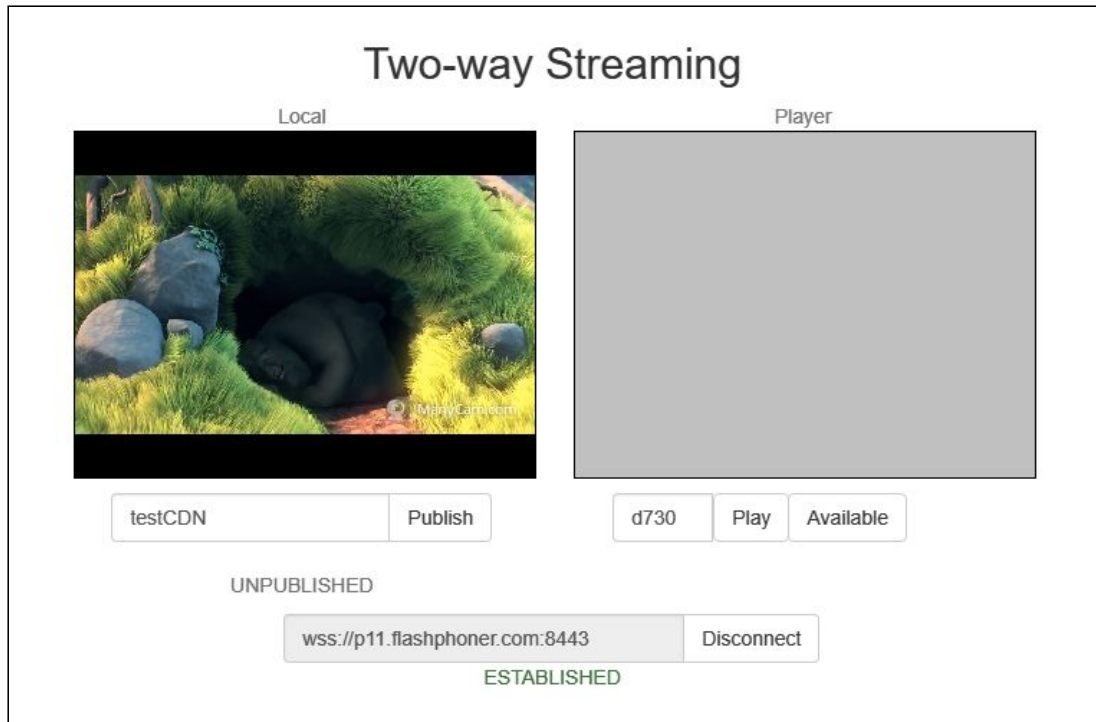 Two-way Streaming
Local
Player
ManyCam.com
testCDN
Publish
d730
Play
Available
UNPUBLISHED
wss://p11.flashphoner.com:8443
Disconnect
ESTABLISHED